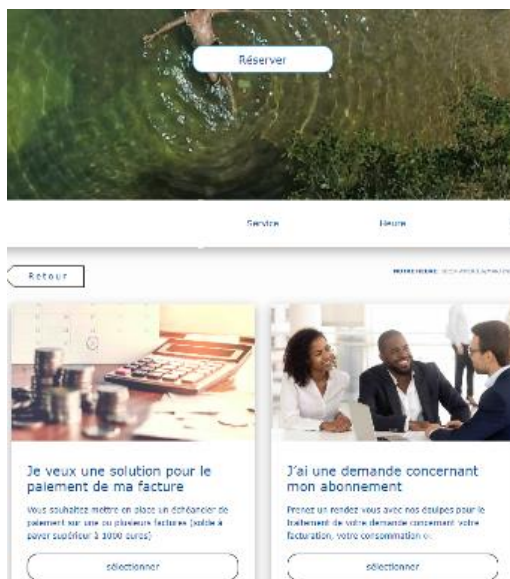 Réserver
Service Heure
Retour
NOTRE HEURE
Je veux une solution pour le
paiement de ma facture
Vous souhaitez mettre en place un échéancier de
paiement sur une ou plusieurs factures (solde à
payer supérieur à 1000 euros)
sélectionner
J'ai une demande concernant
mon abonnement
Prenez un rendez vous avec nos équipes pour le
traitement de votre demande concernant votre
facturation, votre consommation
sélectionner